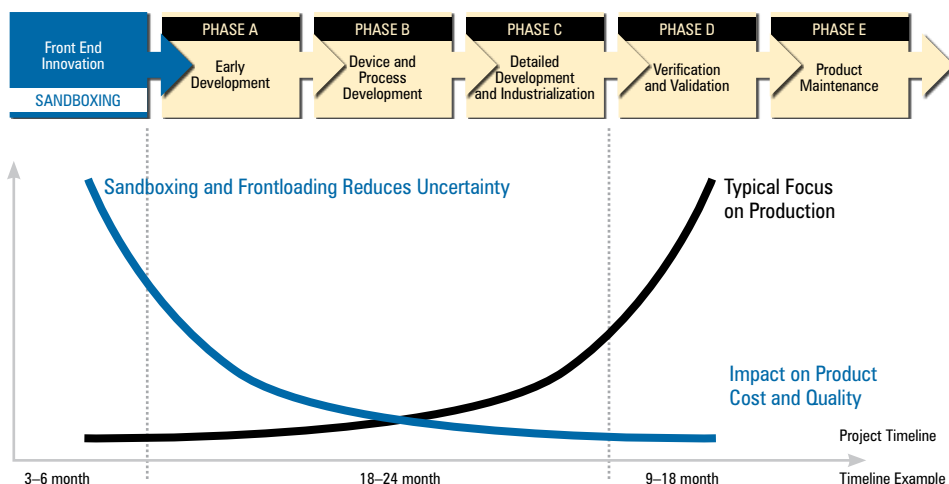 Front End
Innovation
SANDBOXING
PHASE A
Early
Development
PHASE B
Device and
Process
Development
PHASE C
Detailed
Development
and Industrialization
PHASE D
Verification
and Validation
PHASE E
Product
Maintenance
Sandboxing and Frontloading Reduces Uncertainty
Typical Focus
on Production
Impact on Product
Cost and Quality
Project Timeline
3–6 month
18–24 month
9–18 month
Timeline Example